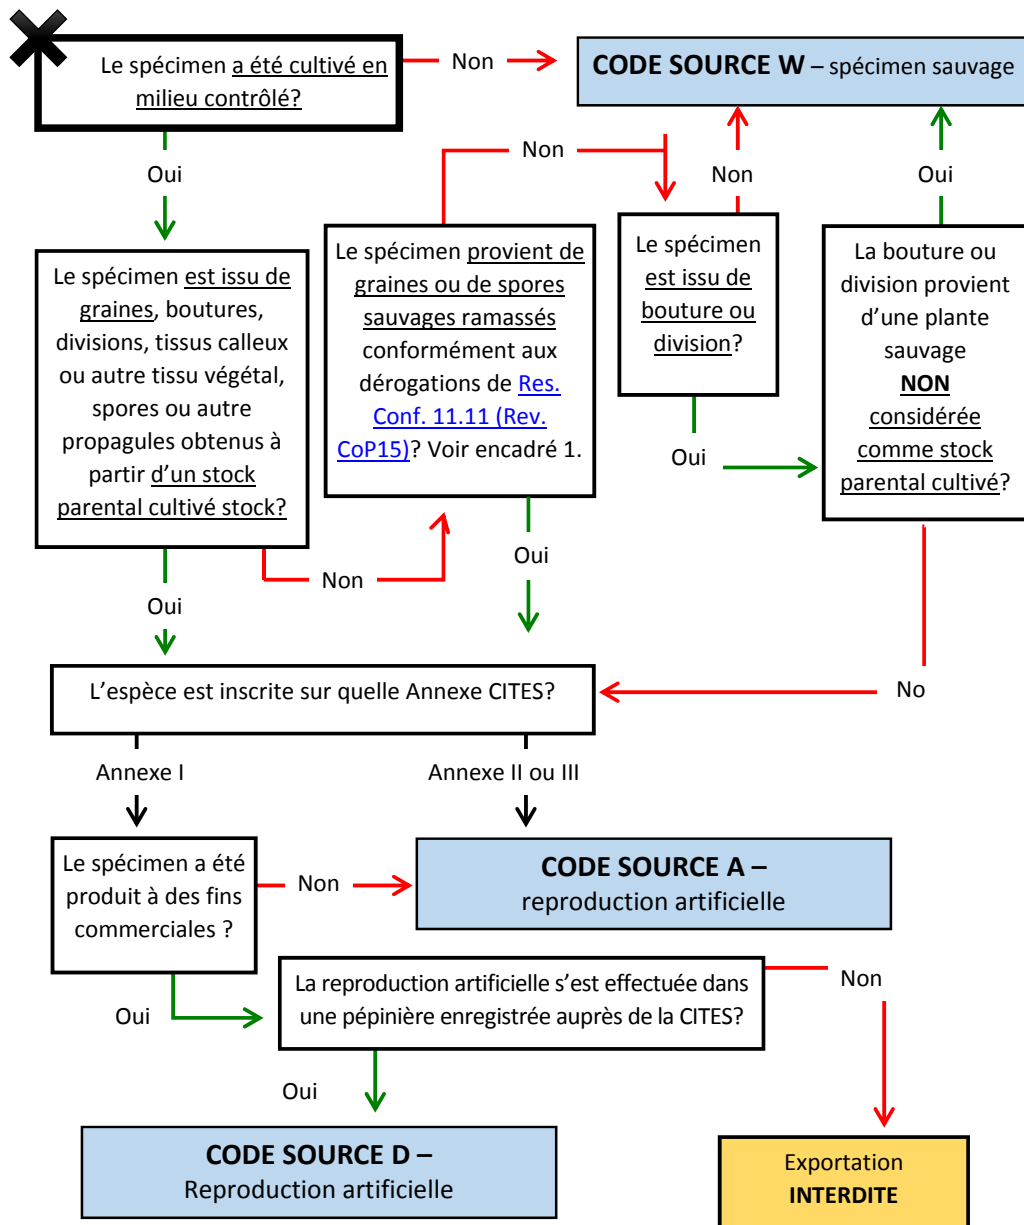 Le spécimen a été cultivé en
milieu contrôlé?
Non
CODE SOURCE W – spécimen sauvage
Oui
Non
Non
Oui
Le spécimen est issu de
graines, boutures,
divisions, tissus calleux
ou autre tissu végétal,
spores ou autre
propagules obtenus à
partir d'un stock
parental cultivé stock?
Le spécimen provient de
graines ou de spores
sauvages ramassés
conformément aux
dérogations de Res.
Conf. 11.11 (Rev.
CoP15)? Voir encadré 1.
Le spécimen
est issu de
bouture ou
division?
La bouture ou
division provient
d'une plante
sauvage
NON
considérée
comme stock
parental cultivé?
Oui
Oui
Non
Oui
L'espèce est inscrite sur quelle Annexe CITES?
No
Annexe I
Annexe II ou III
Le spécimen a été
produit à des fins
commerciales ?
Non
CODE SOURCE A –
reproduction artificielle
Oui
La reproduction artificielle s'est effectuée dans
une pépinière enregistrée auprès de la CITES?
Non
Oui
CODE SOURCE D –
Reproduction artificielle
Exportation
INTERDITE